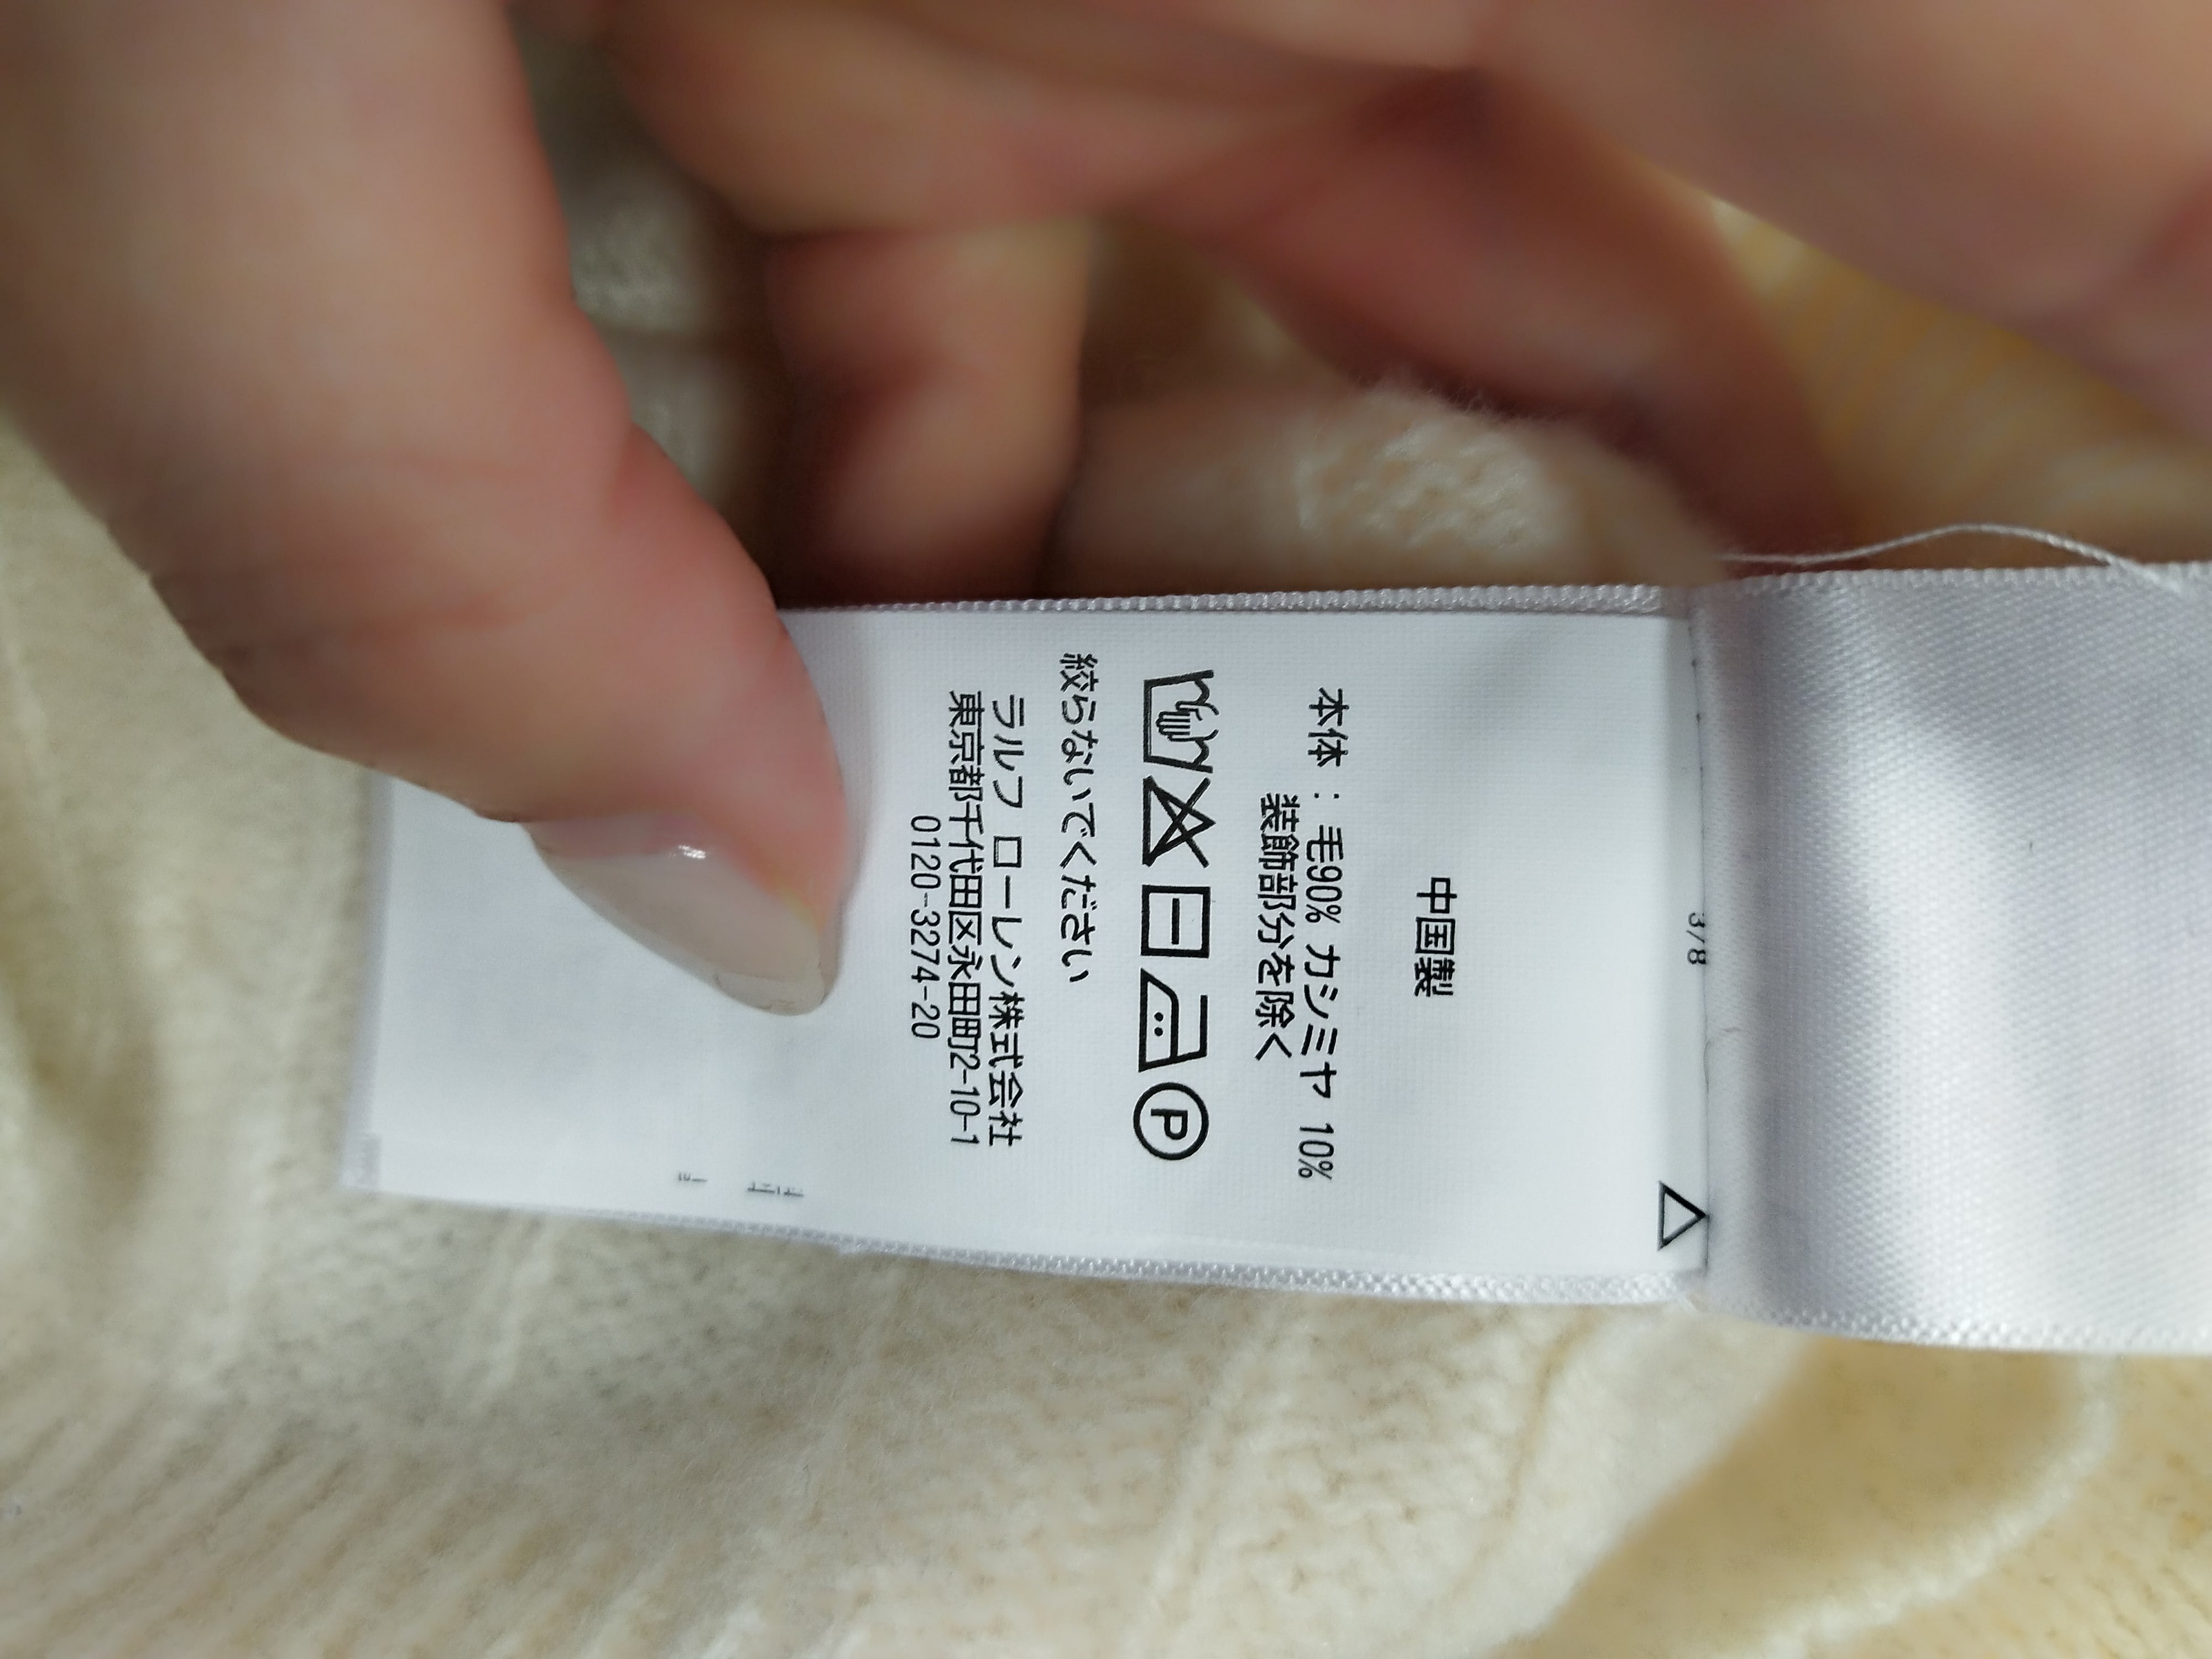 3/8
中国製
本体 : 毛90% カシミヤ 10%
装飾部分を除く
P
絞らないでください
ラルフ ローレン株式会社
東京都千代田区永田町2-10-1
0120-3274-20